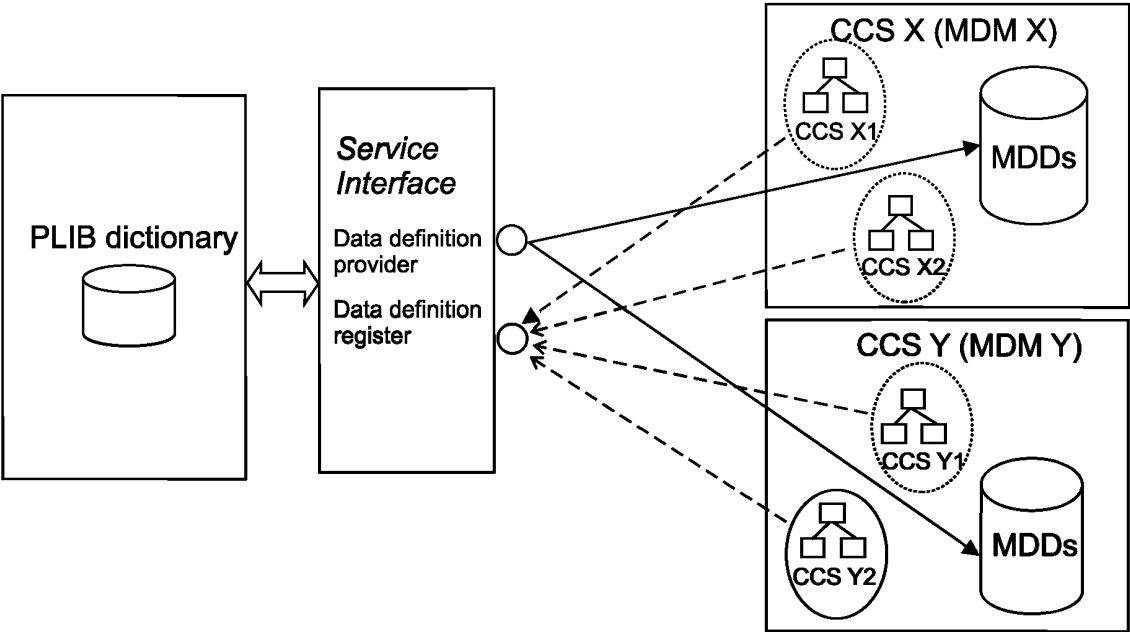 PLIB dictionary
Service
Interface
Data definition
provider
Data definition
register
CCS X (MDM X)
CCS X1
MDDs
CCS X2
CCS Y (MDM Y)
CCS Y1
MDDs
CCS Y2